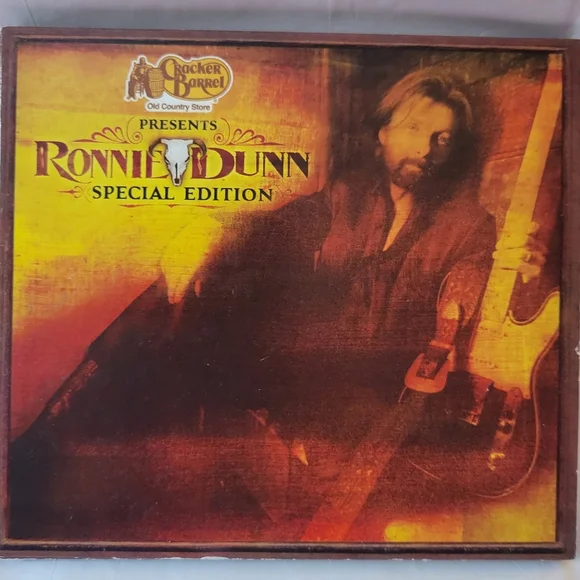 Cracker
Barrel
Old Country Store
PRESENTS
RONNIE DUNN
SPECIAL EDITION